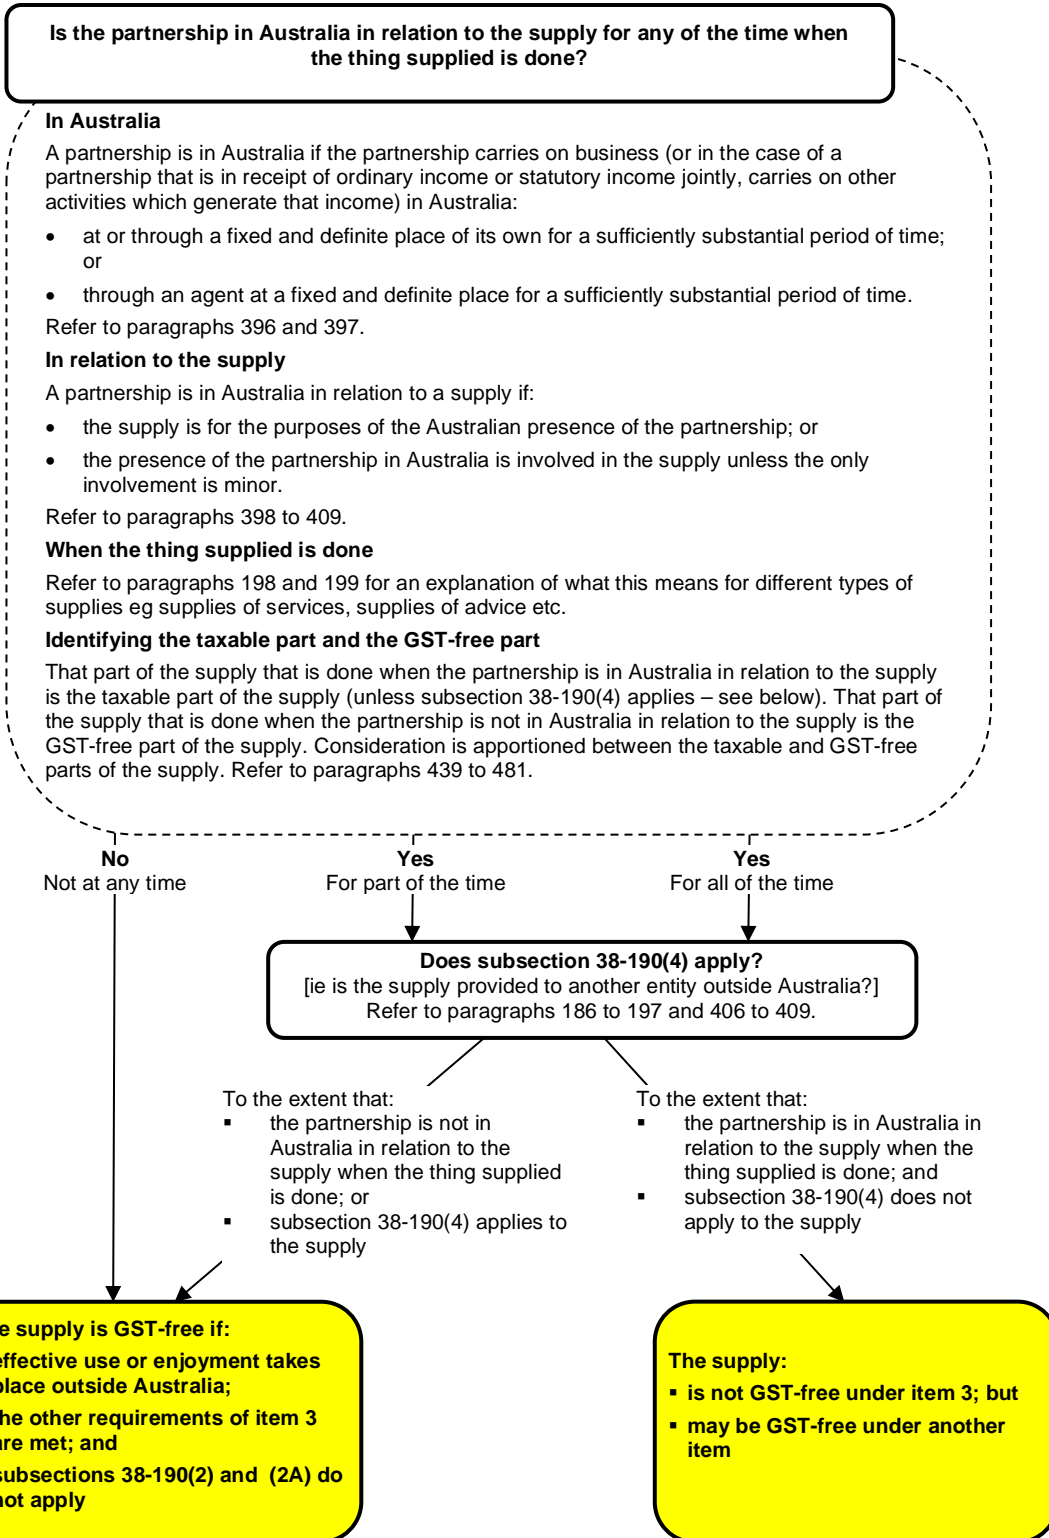 Is the partnership in Australia in relation to the supply for any of the time when
the thing supplied is done?
In Australia
A partnership is in Australia if the partnership carries on business (or in the case of a
partnership that is in receipt of ordinary income or statutory income jointly, carries on other
activities which generate that income) in Australia:
• at or through a fixed and definite place of its own for a sufficiently substantial period of time;
or
• through an agent at a fixed and definite place for a sufficiently substantial period of time.
Refer to paragraphs 396 and 397.
In relation to the supply
A partnership is in Australia in relation to a supply if:
• the supply is for the purposes of the Australian presence of the partnership; or
• the presence of the partnership in Australia is involved in the supply unless the only
involvement is minor.
Refer to paragraphs 398 to 409.
When the thing supplied is done
Refer to paragraphs 198 and 199 for an explanation of what this means for different types of
supplies eg supplies of services, supplies of advice etc.
Identifying the taxable part and the GST-free part
That part of the supply that is done when the partnership is in Australia in relation to the supply
is the taxable part of the supply (unless subsection 38-190(4) applies – see below). That part of
the supply that is done when the partnership is not in Australia in relation to the supply is the
GST-free part of the supply. Consideration is apportioned between the taxable and GST-free
parts of the supply. Refer to paragraphs 439 to 481.
No
Not at any time
Yes
For part of the time
Yes
For all of the time
Does subsection 38-190(4) apply?
[ie is the supply provided to another entity outside Australia?]
Refer to paragraphs 186 to 197 and 406 to 409.
To the extent that:
▪ the partnership is not in
Australia in relation to the
supply when the thing supplied
is done; or
▪ subsection 38-190(4) applies to
the supply
To the extent that:
▪ the partnership is in Australia in
relation to the supply when the
thing supplied is done; and
▪ subsection 38-190(4) does not
apply to the supply
e supply is GST-free if:
effective use or enjoyment takes
place outside Australia;
the other requirements of item 3
are met; and
subsections 38-190(2) and (2A) do
not apply
The supply:
▪ is not GST-free under item 3; but
▪ may be GST-free under another
item